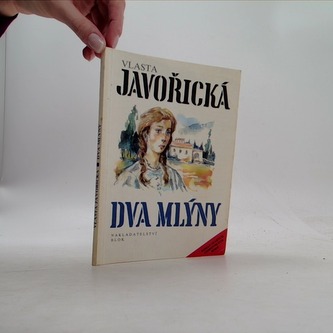 VLASTA
JAVOŘICKÁ
DVA MLÝNY
NAKLADATELSTVÍ
BLOK